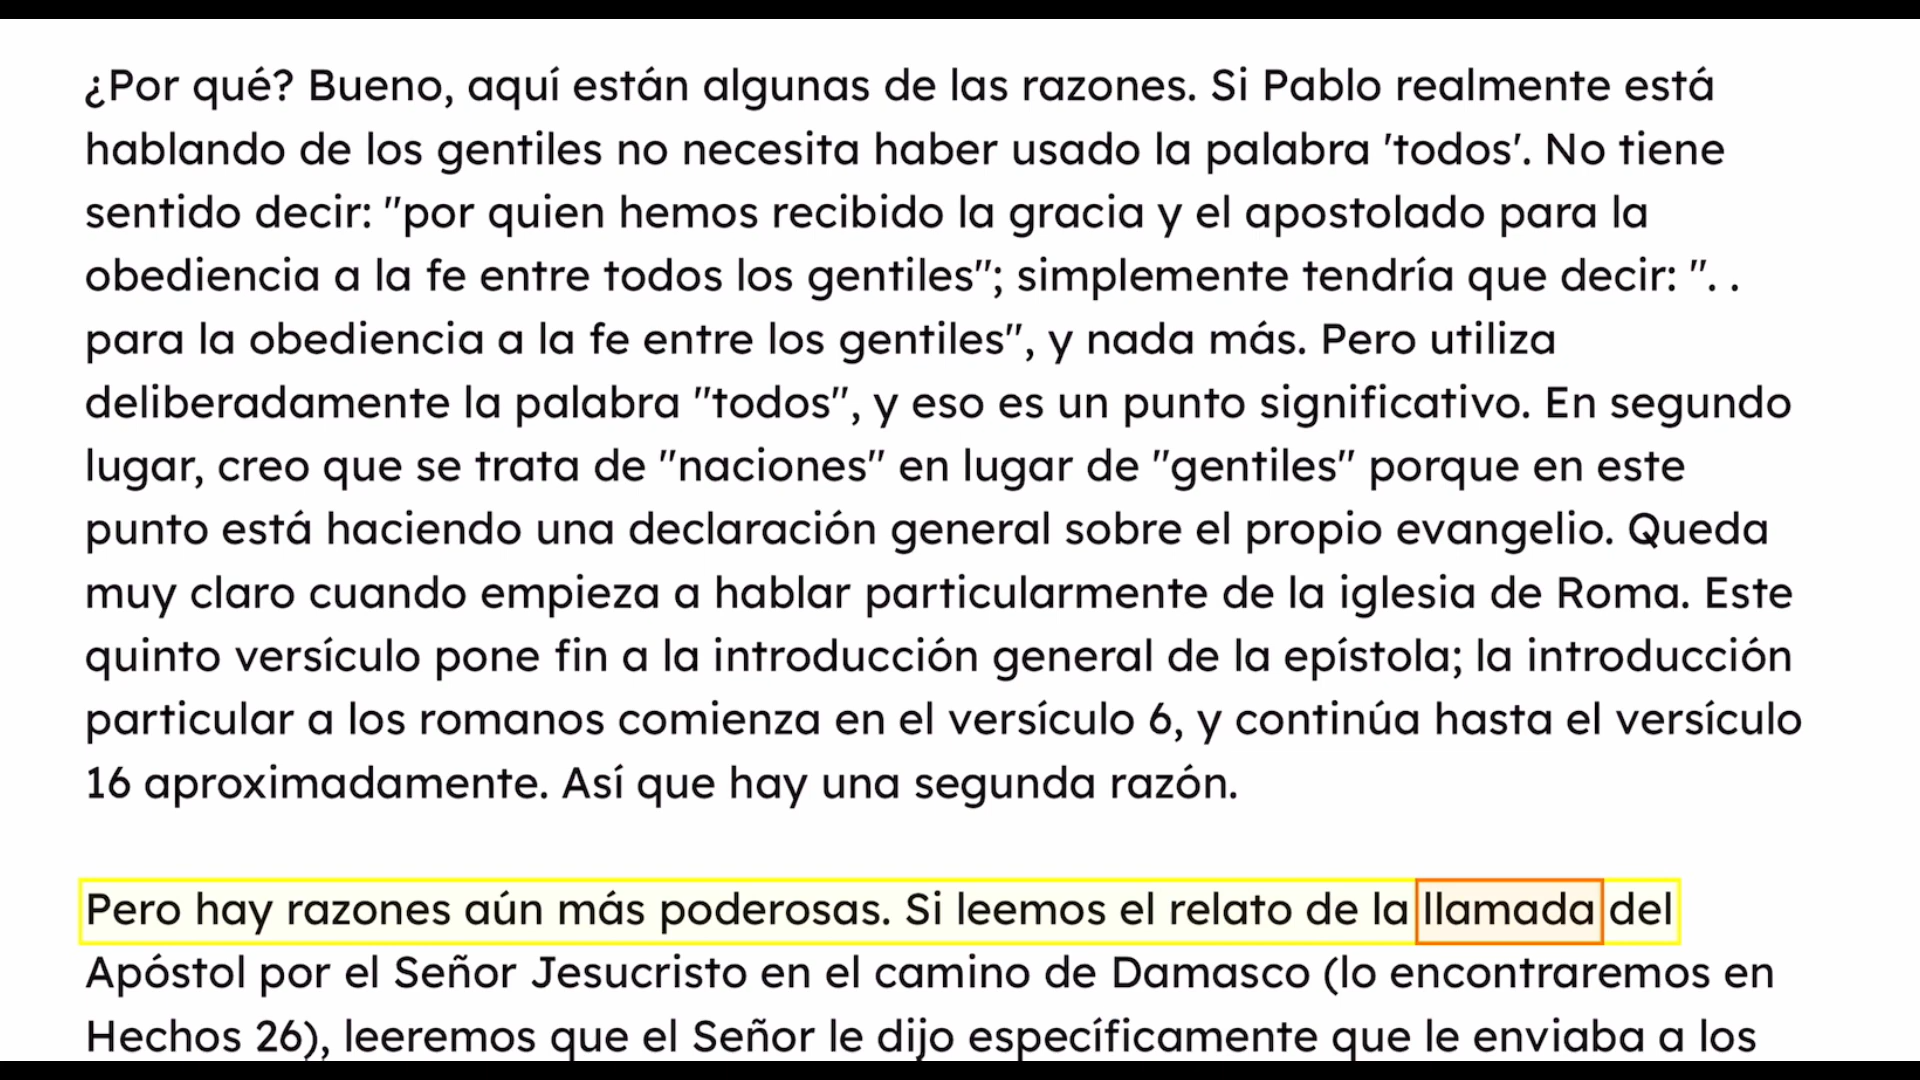 ¿Por qué? Bueno, aquí están algunas de las razones. Si Pablo realmente está
hablando de los gentiles no necesita haber usado la palabra 'todos'. No tiene
sentido decir: "por quien hemos recibido la gracia y el apostolado para la
obediencia a la fe entre todos los gentiles"; simplemente tendría que decir: ". .
para la obediencia a la fe entre los gentiles", y nada más. Pero utiliza
deliberadamente la palabra "todos", y eso es un punto significativo. En segundo
lugar, creo que se trata de "naciones" en lugar de "gentiles" porque en este
punto está haciendo una declaración general sobre el propio evangelio. Queda
muy claro cuando empieza a hablar particularmente de la iglesia de Roma. Este
quinto versículo pone fin a la introducción general de la epístola; la introducción
particular a los romanos comienza en el versículo 6, y continúa hasta el versículo
16 aproximadamente. Así que hay una segunda razón.
Pero hay razones aún más poderosas. Si leemos el relato de la llamada del
Apóstol por el Señor Jesucristo en el camino de Damasco (lo encontraremos en
Hechos 26), leeremos que el Señor le dijo específicamente que le enviaba a los